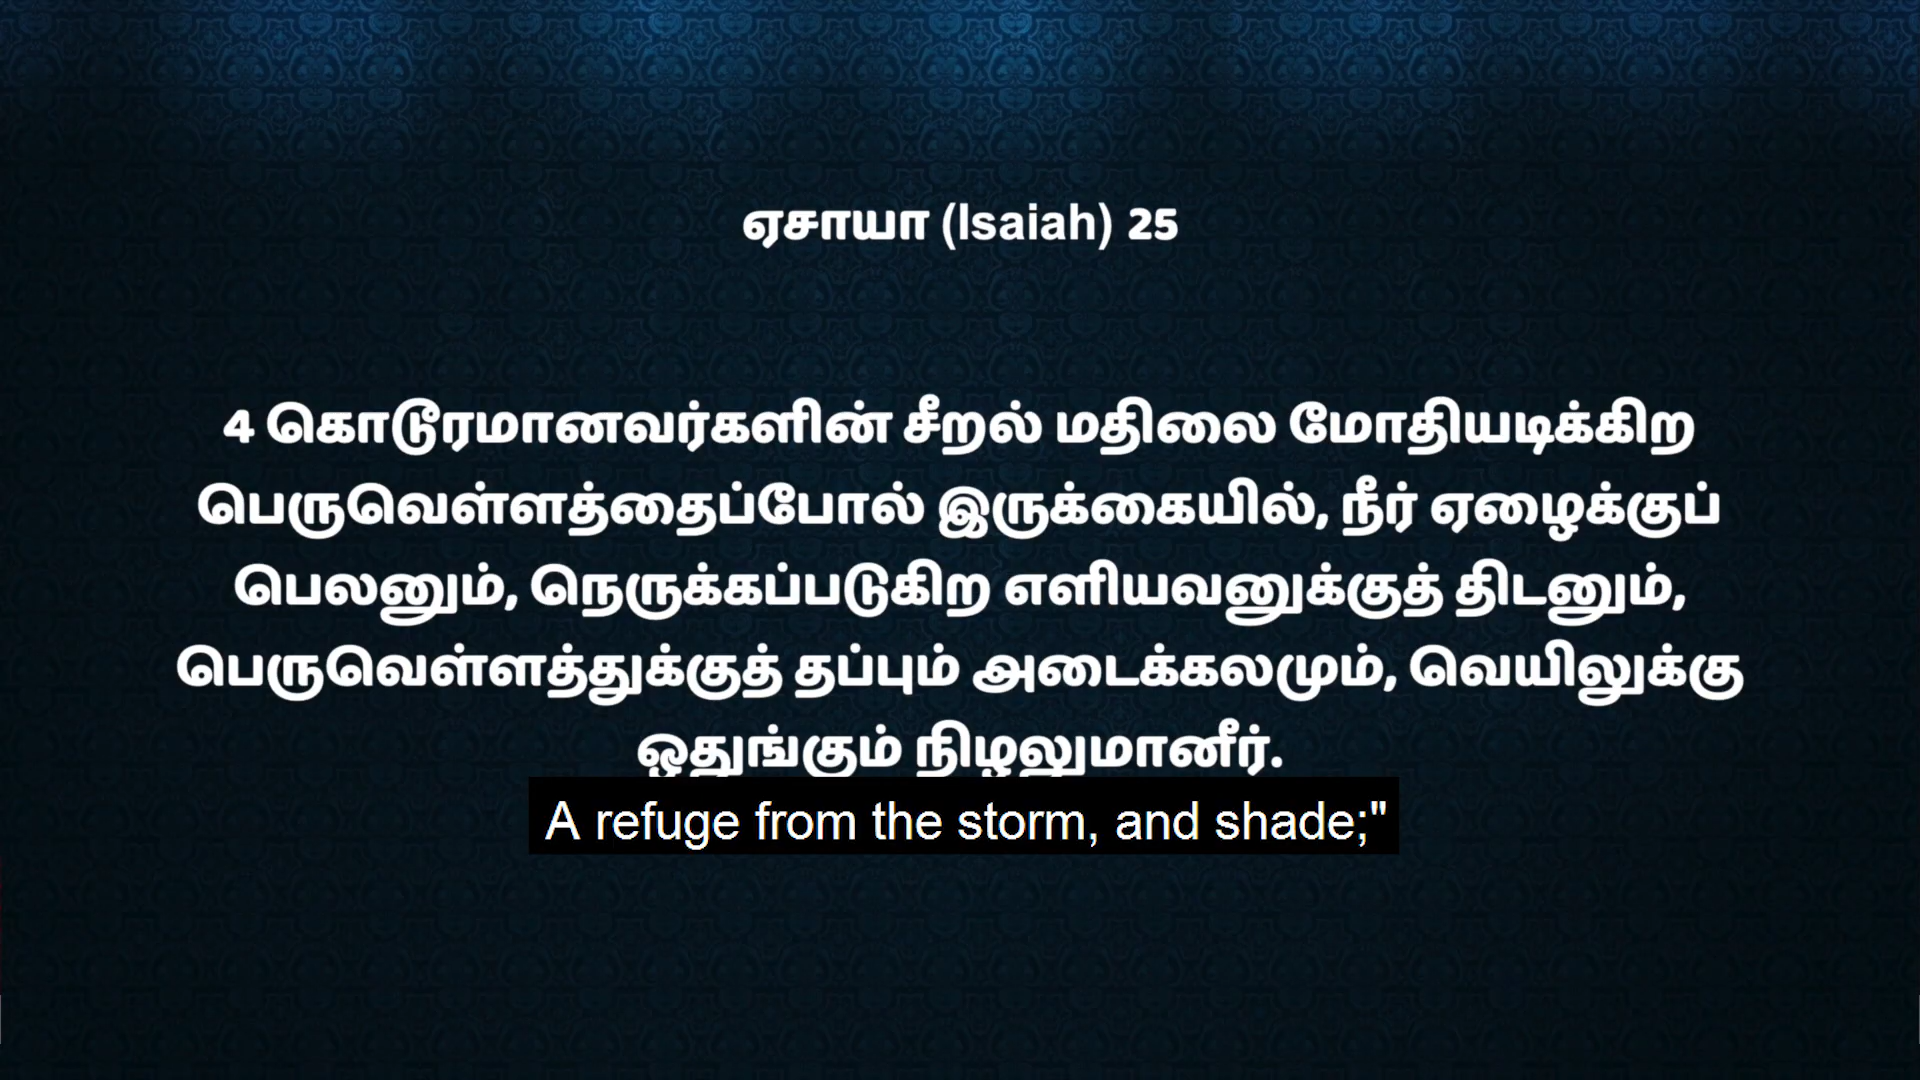 ஏசாயா (Isaiah) 25
4 கொடூரமானவர்களின் சீறல் மதிலை மோதியடிக்கிற
பெருவெள்ளத்தைப்போல் இருக்கையில், நீர் ஏழைக்குப்
பெலனும், நெருக்கப்படுகிற எளியவனுக்குத் திடனும்,
பெருவெள்ளத்துக்குத் தப்பும் அடைக்கலமும், வெயிலுக்கு
ஒதுங்கும் நிழலுமானீர்.
A refuge from the storm, and shade;"